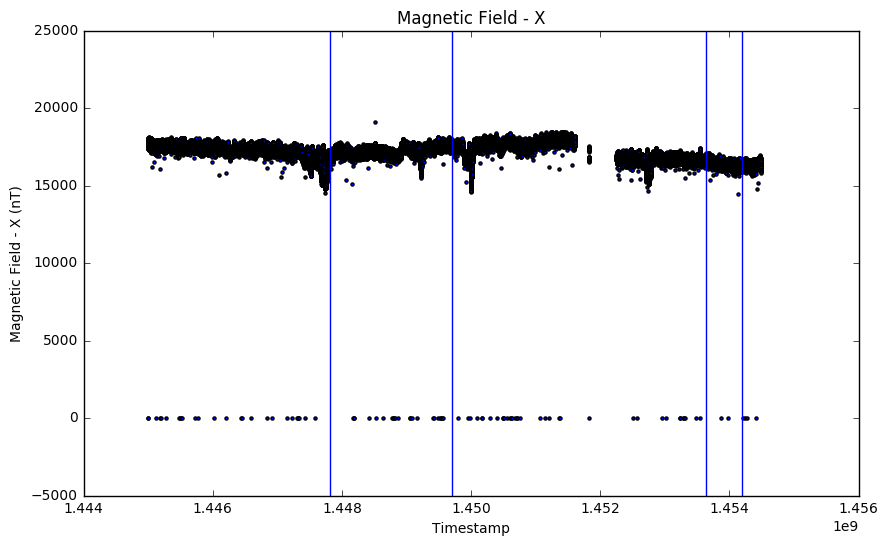 Magnetic Field - X
25000
20000
15000
10000
5000
0
−5000
Magnetic Field - X (nT)
1.444 1.446 1.448 1.450 1.452 1.454 1.456
1e9
Timestamp